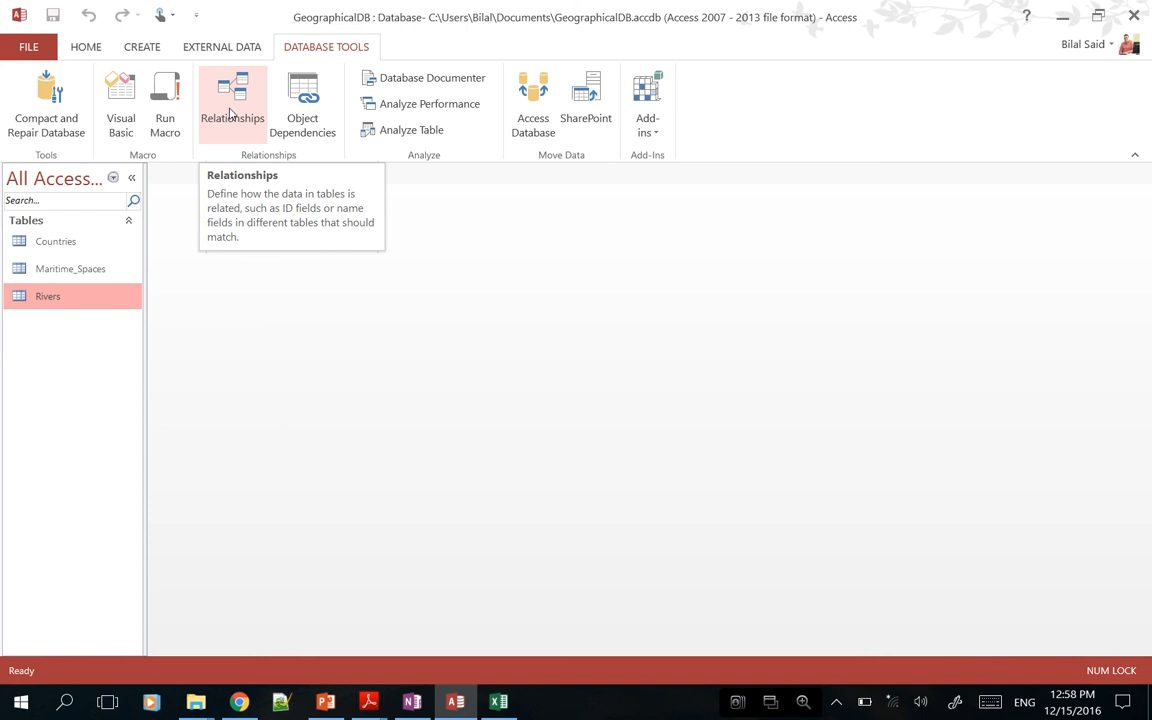 GeographicalDB : Database- C:\Users\Bilal\Documents\GeographicalDB.accdb (Access 2007 - 2013 file format) - Access
?
FILE HOME CREATE EXTERNAL DATA DATABASE TOOLS
Bilal Said
Compact and
Repair Database
Visual
Basic
Run
Macro
Relationships
Object
Dependencies
Database Documenter
Analyze Performance
Analyze Table
Access
Database
SharePoint
Add-
ins
Tools Macro Relationships Analyze Move Data Add-Ins
All Access...
Search...
Tables
Countries
Maritime_Spaces
Rivers
Relationships
Define how the data in tables is
related, such as ID fields or name
fields in different tables that should
match.
Ready
NUM LOCK
ENG
12:58 PM
12/15/2016